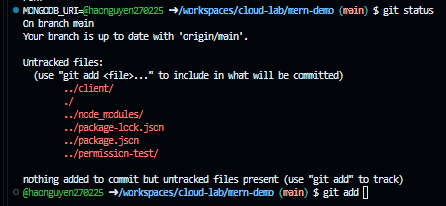 MONGODB_URI=@haonguyen270225 ➜/workspaces/cloud-lab/mern-demo (main) $ git status
On branch main
Your branch is up to date with 'origin/main'.
Untracked files:
(use "git add <file>..." to include in what will be committed)
../client/
./
../node_modules/
../package-lock.json
../package.json
../permission-test/
nothing added to commit but untracked files present (use "git add" to track)
@haonguyen270225 ➜/workspaces/cloud-lab/mern-demo (main) $ git add